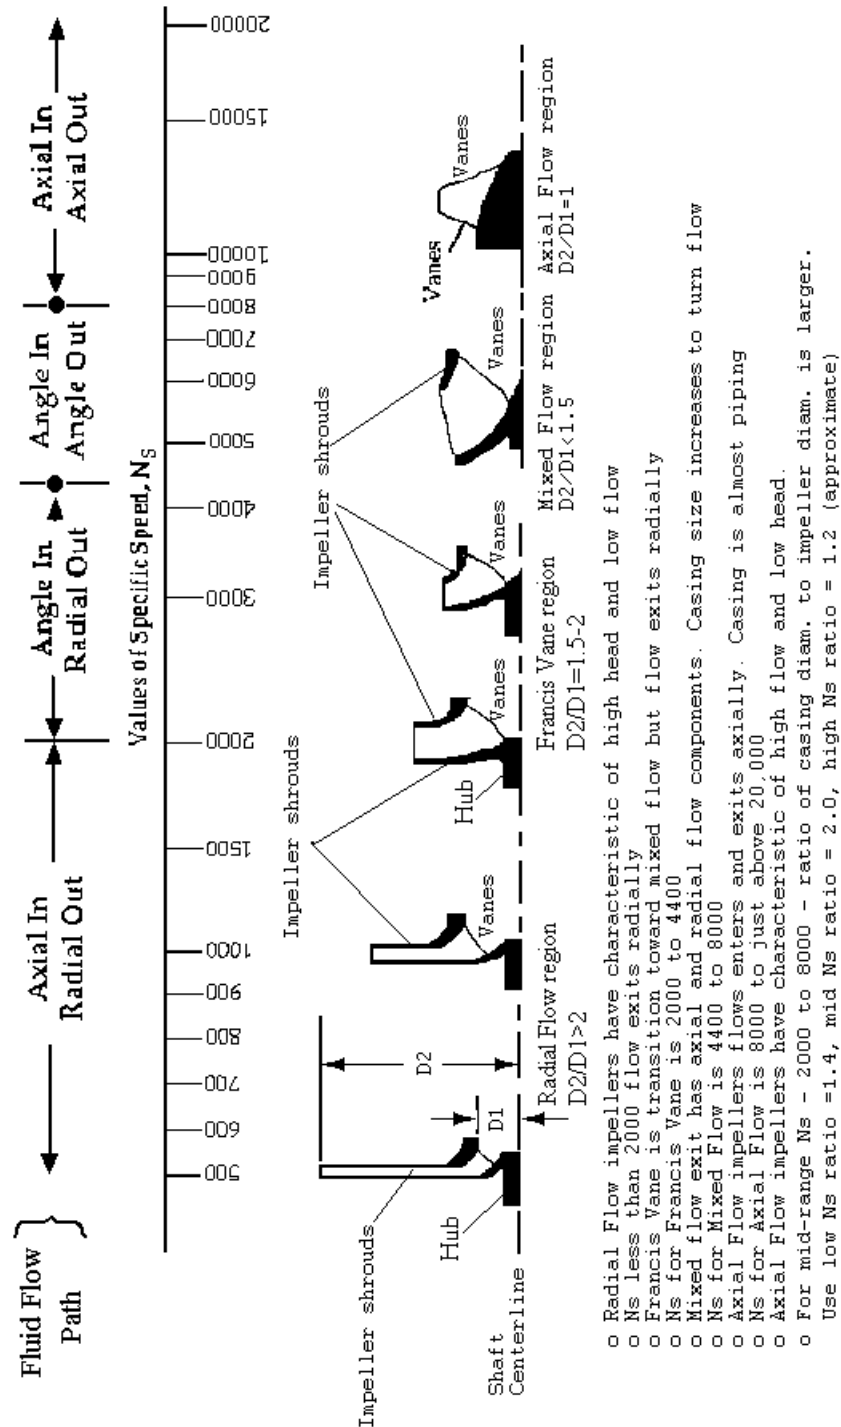 Fluid Flow
Path
Axial In
Radial Out
Angle In
Radial Out
Angle In
Angle Out
Axial In
Axial Out
Values of Specific Speed, NS
500
600
700
800
900
1000
1500
2000
3000
4000
5000
6000
7000
8000
9000
10000
15000
20000
Impeller shrouds
Impeller shrouds
Impeller shrouds
Impeller shrouds
Hub
D1
D2
Vanes
Hub
Vanes
Vanes
Vanes
Vanes
Vanes
Shaft
Centerline
Radial Flow region
D2/D1>2
Francis Vane region
D2/D1=1.5-2
Mixed Flow region
D2/D1<1.5
Axial Flow region
D2/D1=1
o Radial Flow impellers have characteristic of high head and low flow
o Ns less than 2000 flow exits radially
o Francis Vane is transition toward mixed flow but flow exits radially
o Ns for Francis Vane is 2000 to 4400
o Mixed flow exit has axial and radial flow components. Casing size increases to turn flow
o Ns for Mixed Flow is 4400 to 8000
o Axial Flow impellers flows enters and exits axially. Casing is almost piping
o Ns for Axial Flow is 8000 to just above 20,000
o Axial Flow impellers have characteristic of high flow and low head.
o For mid-range Ns - 2000 to 8000 - ratio of casing diam. to impeller diam. is larger.
Use low Ns ratio =1.4, mid Ns ratio = 2.0, high Ns ratio = 1.2 (approximate)